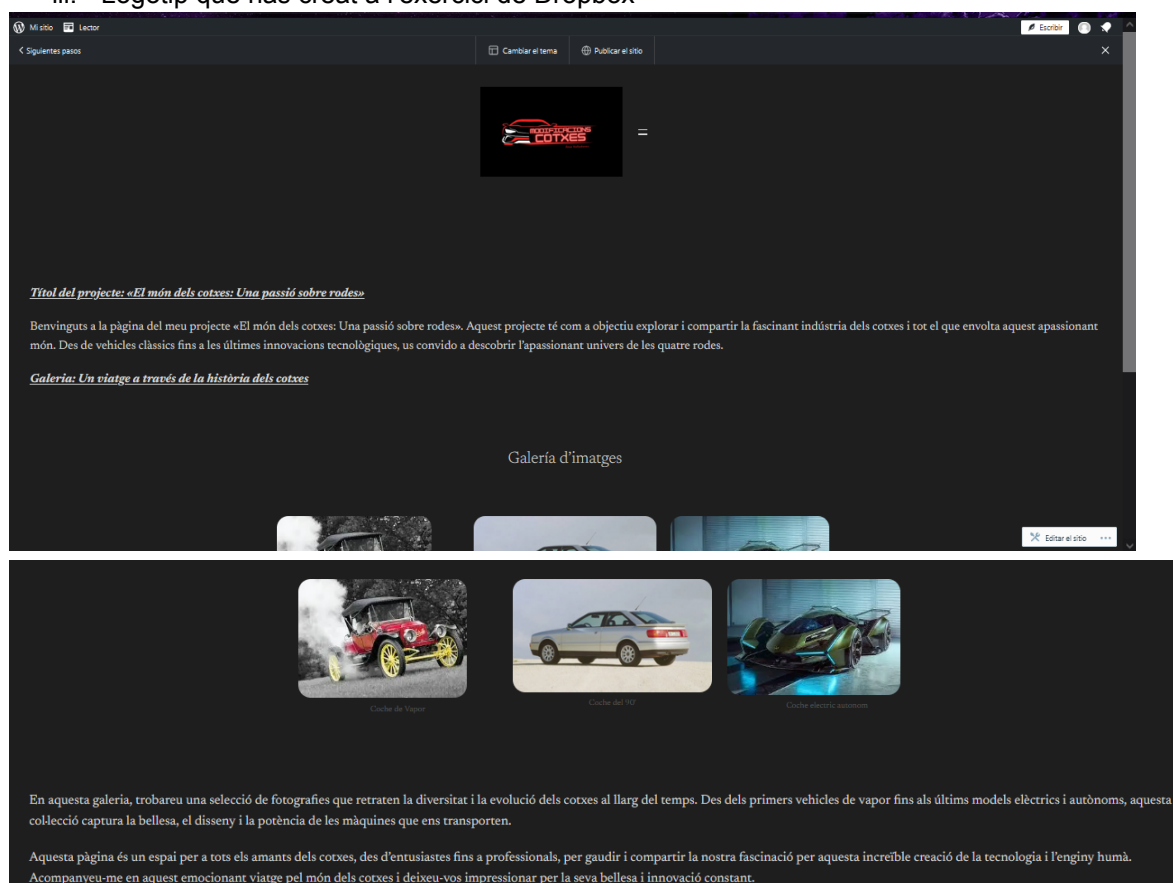 iii. Logotip que has creat a l'exercici de Dropbox
Mi sitio Lector Escribir
Siguientes pasos Cambiar el tema Publicar el sitio
MODIFICACIONS
COTXES
Títol del projecte: «El món dels cotxes: Una passió sobre rodes»
Benvinguts a la pàgina del meu projecte «El món dels cotxes: Una passió sobre rodes». Aquest projecte té com a objectiu explorar i compartir la fascinant indústria dels cotxes i tot el que envolta aquest apassionant
món. Des de vehicles clàssics fins a les últimes innovacions tecnològiques, us convido a descobrir l'apassionant univers de les quatre rodes.
Galeria: Un viatge a través de la història dels cotxes
Galería d'imatges
Editar el sitio
Coche de Vapor
Coche del 90'
Coche electric autonom
En aquesta galeria, trobareu una selecció de fotografies que retraten la diversitat i la evolució dels cotxes al llarg del temps. Des dels primers vehicles de vapor fins als últims models elèctrics i autònoms, aquesta
col·lecció captura la bellesa, el disseny i la potència de les màquines que ens transporten.
Aquesta pàgina és un espai per a tots els amants dels cotxes, des d'entusiastes fins a professionals, per gaudir i compartir la nostra fascinació per aquesta increïble creació de la tecnologia i l'enginy humà.
Acompanyeu-me en aquest emocionant viatge pel món dels cotxes i deixeu-vos impressionar per la seva bellesa i innovació constant.